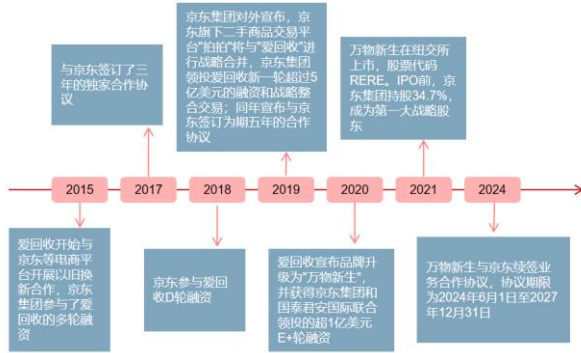 与京东签订了三
年的独家合作协
议
京东集团对外宣布，京
东旗下二手商品交易平
台"拍拍"将与"爱回收"进
行战略合并，京东集团
领投爱回收新一轮超过5
亿美元的融资和战略整
合交易；同年宣布与京
东签订为期五年的合作
协议
万物新生在纽交所
上市，股票代码
RERE。IPO前，京
东集团持股34.7%，
成为第一大战略股
东
2015
2017
2018
2019
2020
2021
2024
爱回收开始与
京东等电商平
台开展以旧换
新合作，京东
集团参与了爱
回收的多轮融
资
京东参与爱回
收D轮融资
爱回收宣布品牌升
级为"万物新生"，
并获得京东集团和
国泰君安国际联合
领投的超1亿美元
E+轮融资
万物新生与京东续签业
务合作协议，协议期限
为2024年6月1日至2027
年12月31日